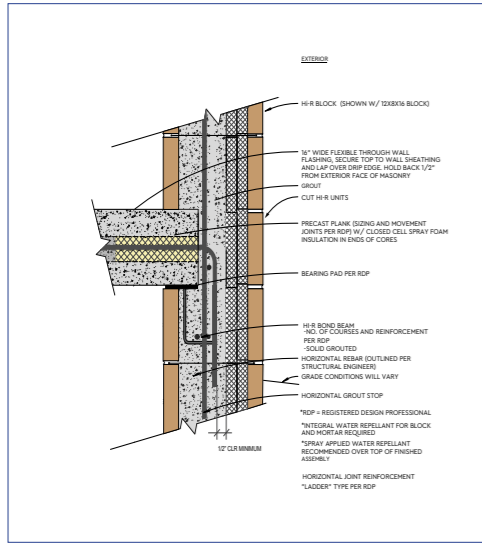 EXTERIOR
HI-R BLOCK (SHOWN W/ 12X8X16 BLOCK)
16" WIDE FLEXIBLE THROUGH WALL
FLASHING, SECURE TOP TO WALL SHEATHING
AND LAP OVER DRIP EDGE. HOLD BACK 1/2"
FROM EXTERIOR FACE OF MASONRY
GROUT
CUT HI-R UNITS
PRECAST PLANK (SIZING AND MOVEMENT
JOINTS PER RDP) W/ CLOSED CELL SPRAY FOAM
INSULATION IN ENDS OF CORES
BEARING PAD PER RDP
HI-R BOND BEAM
-NO. OF COURSES AND REINFORCEMENT
PER RDP
-SOLID GROUTED
HORIZONTAL REBAR (OUTLINED PER
STRUCTURAL ENGINEER)
GRADE CONDITIONS WILL VARY
HORIZONTAL GROUT STOP
*RDP = REGISTERED DESIGN PROFESSIONAL
*INTEGRAL WATER REPELLANT FOR BLOCK
AND MORTAR REQUIRED
*SPRAY APPLIED WATER REPELLANT
RECOMMENDED OVER TOP OF FINISHED
ASSEMBLY
1/2" CLR MINIMUM
HORIZONTAL JOINT REINFORCEMENT
"LADDER" TYPE PER RDP